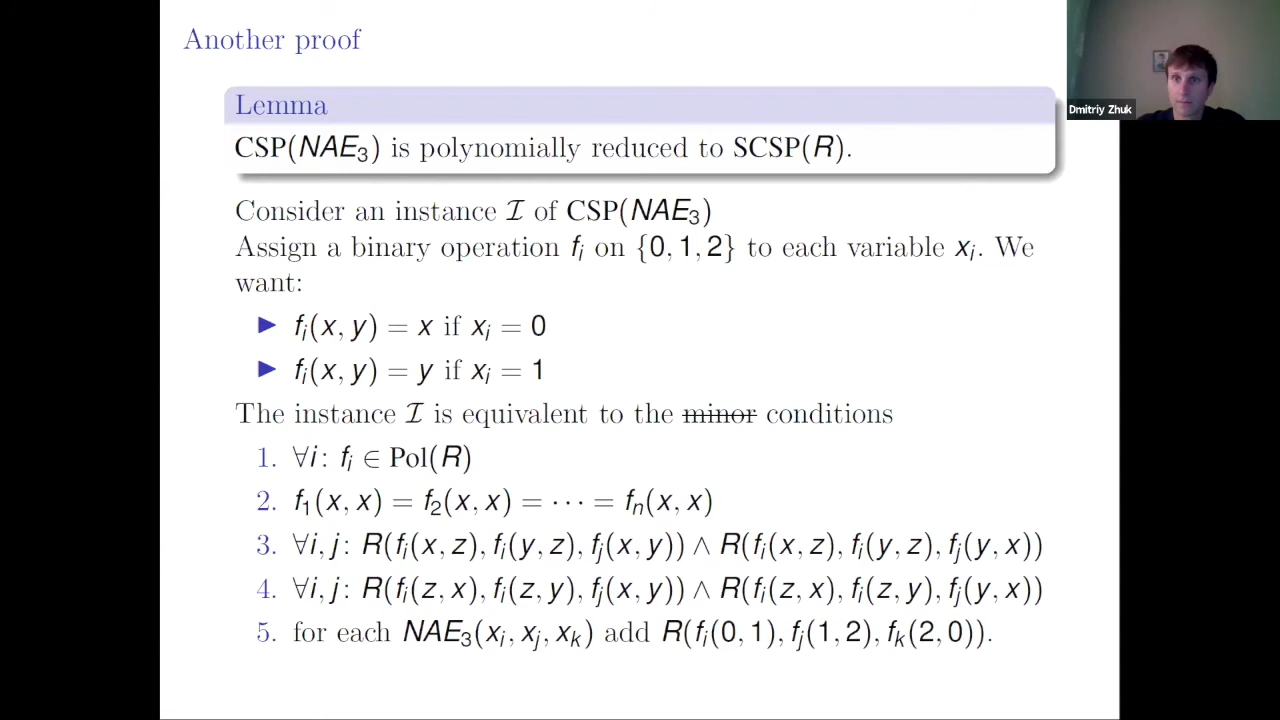 Another proof
Lemma
CSP(NAE₃) is polynomially reduced to SCSP(R).
Consider an instance ℐ of CSP(NAE₃)
Assign a binary operation fᵢ on {0, 1, 2} to each variable xᵢ. We
want:
▶ fᵢ(x, y) = x if xᵢ = 0
▶ fᵢ(x, y) = y if xᵢ = 1
The instance ℐ is equivalent to the minor conditions
1. ∀i: fᵢ ∈ Pol(R)
2. f₁(x, x) = f₂(x, x) = ⋯ = fₙ(x, x)
3. ∀i, j: R(fᵢ(x, z), fᵢ(y, z), fⱼ(x, y)) ∧ R(fᵢ(x, z), fᵢ(y, z), fⱼ(y, x))
4. ∀i, j: R(fᵢ(z, x), fᵢ(z, y), fⱼ(x, y)) ∧ R(fᵢ(z, x), fᵢ(z, y), fⱼ(y, x))
5. for each NAE₃(xᵢ, xⱼ, xₖ) add R(fᵢ(0, 1), fⱼ(1, 2), fₖ(2, 0)).
Dmitriy Zhuk